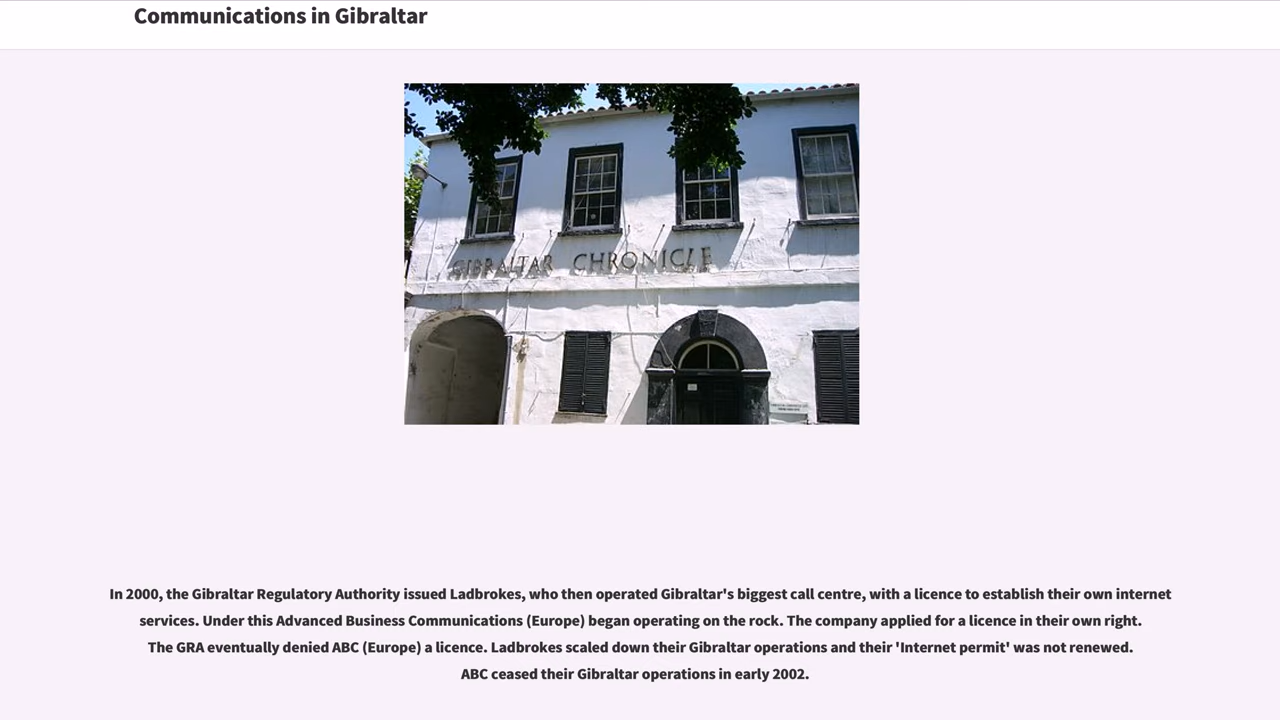 Communications in Gibraltar
GIBRALTAR CHRONICLE
In 2000, the Gibraltar Regulatory Authority issued Ladbrokes, who then operated Gibraltar's biggest call centre, with a licence to establish their own internet
services. Under this Advanced Business Communications (Europe) began operating on the rock. The company applied for a licence in their own right.
The GRA eventually denied ABC (Europe) a licence. Ladbrokes scaled down their Gibraltar operations and their 'Internet permit' was not renewed.
ABC ceased their Gibraltar operations in early 2002.